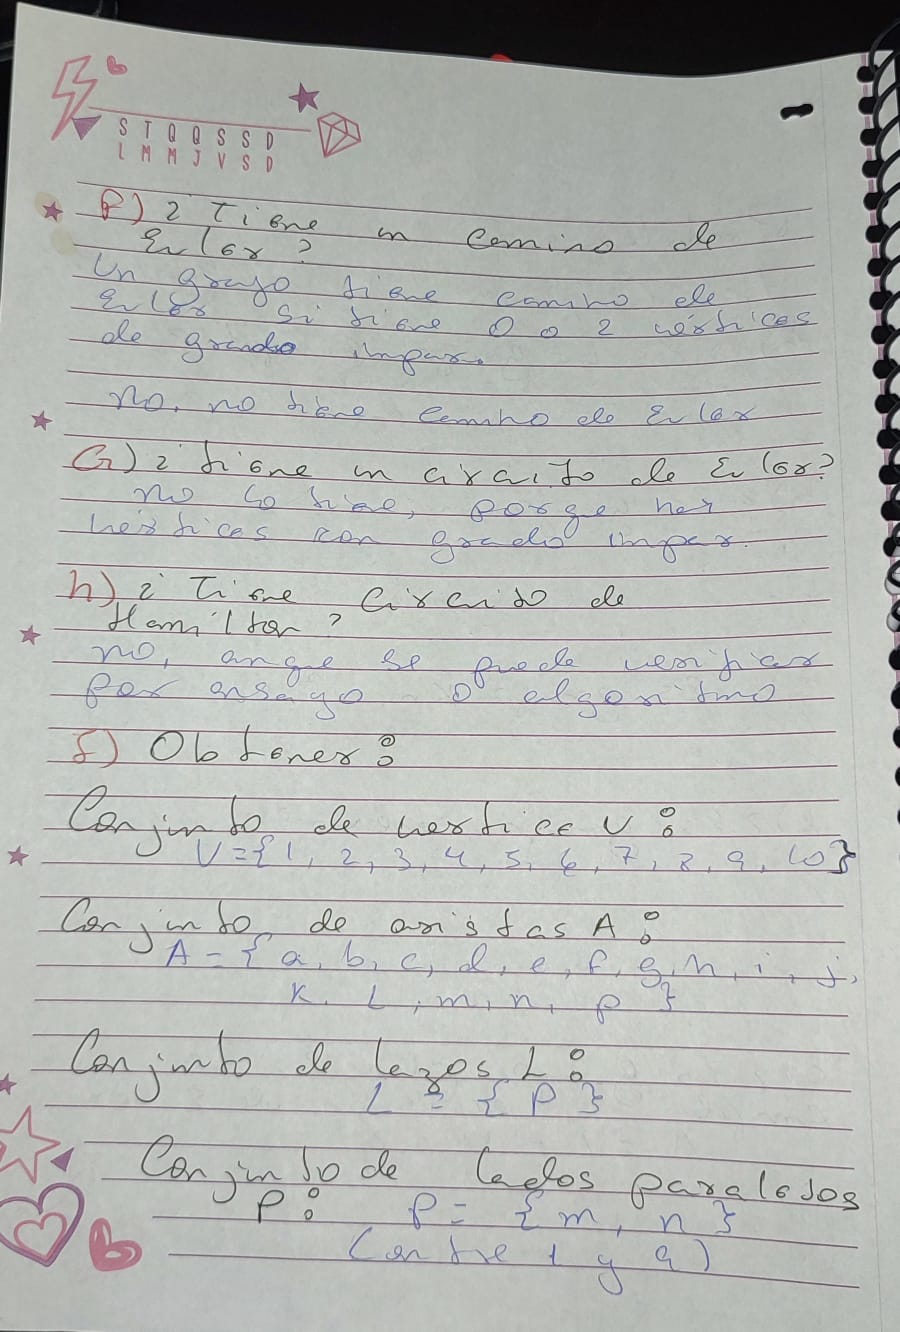 S T Q Q S S D
L M M J V S D
f) ¿ Tiene un camino de
Euler ?
Un grafo tiene camino de
Euler si tiene 0 o 2 vértices
de grado impar.
No, no tiene camino de Euler
G) ¿ tiene un circuito de Euler?
no lo tiene, porque hay
vertices con grado impar.
h) ¿ Tiene Circuito de
Hamilton ?
no, anque se puede verificar
por ensayo o algoritmo
f) Obtener :
Conjunto de vertice V :
V = {1, 2, 3, 4, 5, 6, 7, 8, 9, 10}
Conjunto de aristas A :
A = { a, b, c, d, e, f, g, h, i, j,
k, l, m, n, p }
Conjunto de lazos L :
L = { P }
Conjunto de lados paralelos
P : P = { m, n }
(entre 1 y 9)